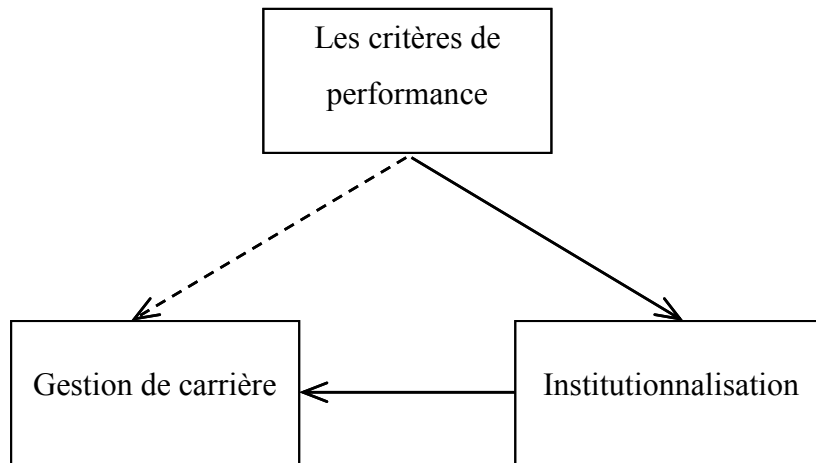 Les critères de
performance
Gestion de carrière
Institutionnalisation